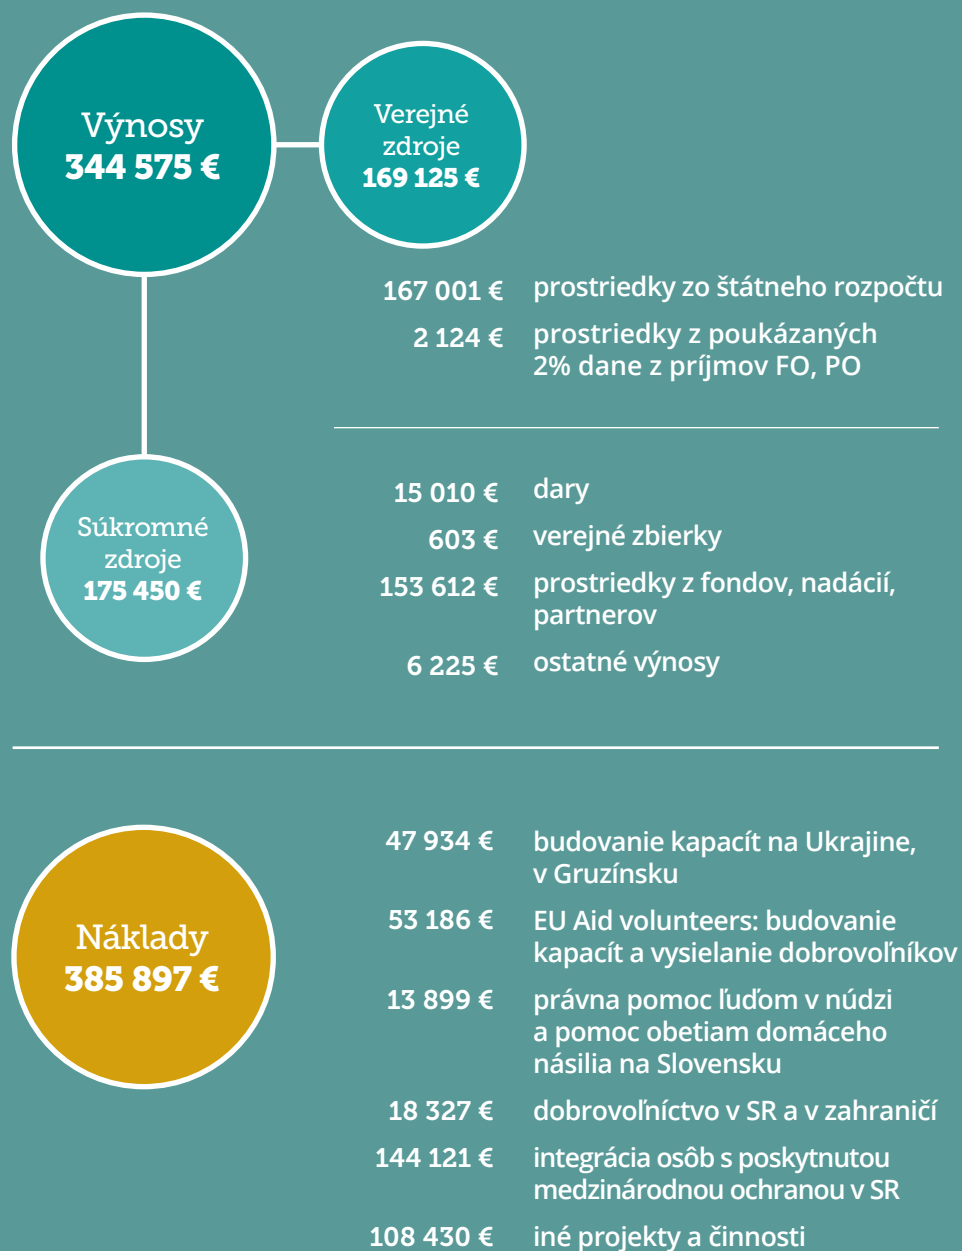 Výnosy
344 575 €
Verejné
zdroje
169 125 €
167 001 € prostriedky zo štátneho rozpočtu
2 124 € prostriedky z poukázaných
2% dane z príjmov FO, PO
Súkromné
zdroje
175 450 €
15 010 € dary
603 € verejné zbierky
153 612 € prostriedky z fondov, nadácií,
partnerov
6 225 € ostatné výnosy
Náklady
385 897 €
47 934 € budovanie kapacít na Ukrajine,
v Gruzínsku
53 186 € EU Aid volunteers: budovanie
kapacít a vysielanie dobrovoľníkov
13 899 € právna pomoc ľuďom v núdzi
a pomoc obetiam domáceho
násilia na Slovensku
18 327 € dobrovoľníctvo v SR a v zahraničí
144 121 € integrácia osôb s poskytnutou
medzinárodnou ochranou v SR
108 430 € iné projekty a činnosti